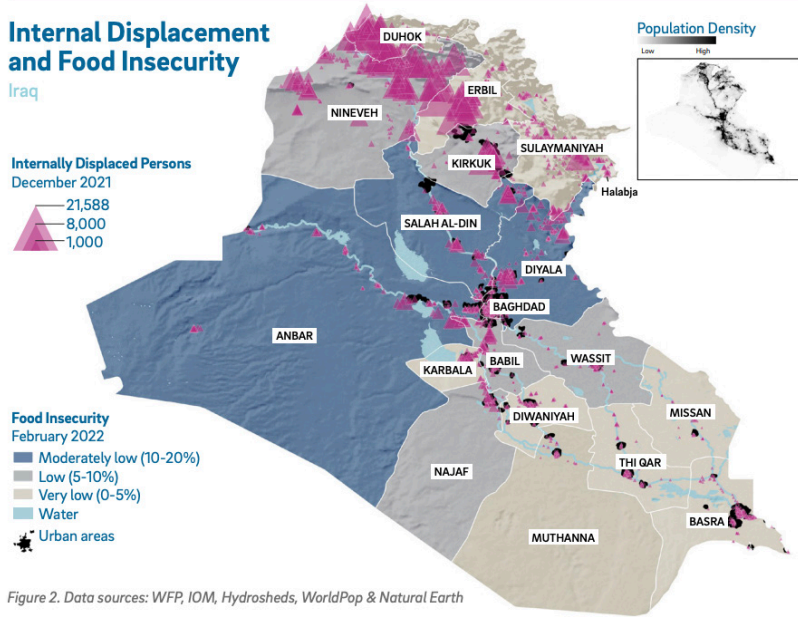 Internal Displacement
and Food Insecurity
Iraq
Population Density
Low High
Internally Displaced Persons
December 2021
21,588
8,000
1,000
DUHOK
ERBIL
NINEVEH
SULAYMANIYAH
KIRKUK
Halabja
SALAH AL-DIN
DIYALA
BAGHDAD
ANBAR
BABIL
WASSIT
KARBALA
DIWANIYAH
MISSAN
NAJAF
THI QAR
BASRA
MUTHANNA
Food Insecurity
February 2022
Moderately low (10-20%)
Low (5-10%)
Very low (0-5%)
Water
Urban areas
Figure 2. Data sources: WFP, IOM, Hydrosheds, WorldPop & Natural Earth